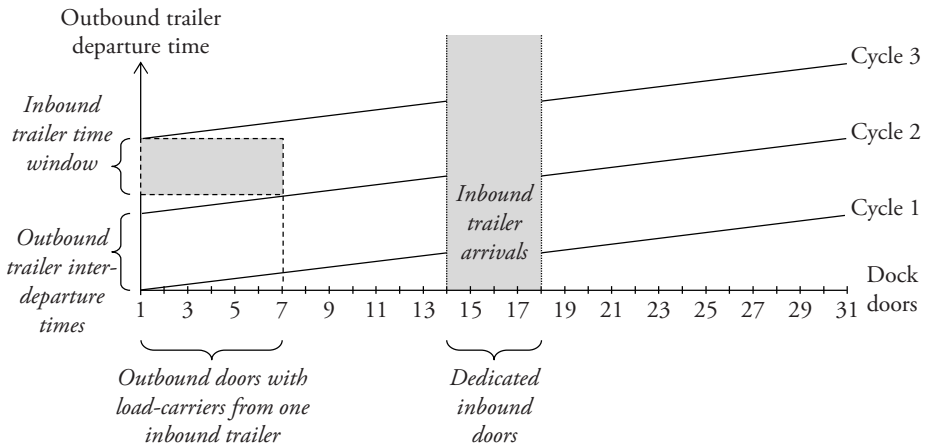 Outbound trailer
departure time
Cycle 3
Inbound
trailer time
window
Cycle 2
Inbound
trailer
arrivals
Cycle 1
Outbound
trailer inter-
departure
times
Dock
doors
1 3 5 7 9 11 13 15 17 19 21 23 25 27 29 31
Outbound doors with
load-carriers from one
inbound trailer
Dedicated
inbound
doors